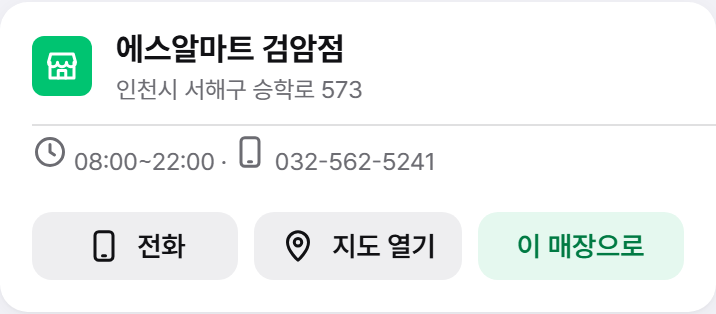 에스알마트 검암점
인천시 서해구 승학로 573
08:00~22:00 · 032-562-5241
전화
지도 열기
이 매장으로